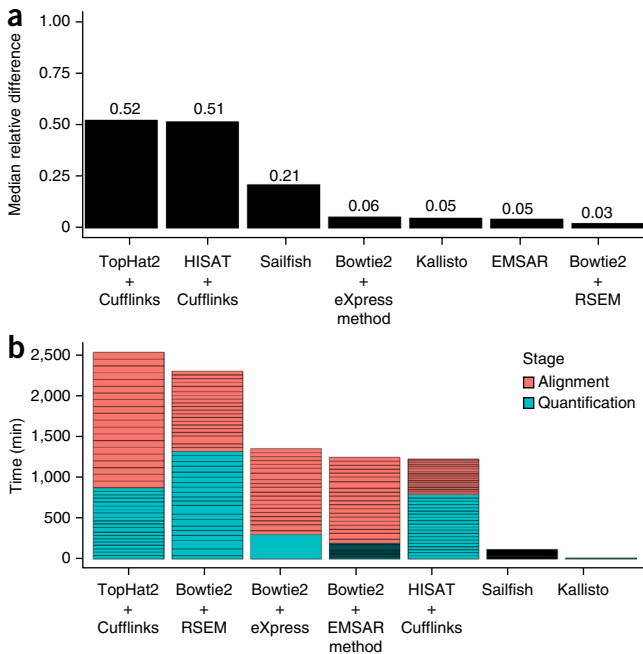 a
1.00
0.75
0.50
0.25
0
Median relative difference
0.52
0.51
0.21
0.06
0.05
0.05
0.03
TopHat2
+
Cufflinks
HISAT
+
Cufflinks
Sailfish
Bowtie2
+
eXpress
method
Kallisto
EMSAR
Bowtie2
+
RSEM
b
2,500
2,000
1,500
1,000
500
0
Time (min)
Stage
Alignment
Quantification
TopHat2
+
Cufflinks
Bowtie2
+
RSEM
Bowtie2
+
eXpress
Bowtie2
+
EMSAR
method
HISAT
+
Cufflinks
Sailfish
Kallisto